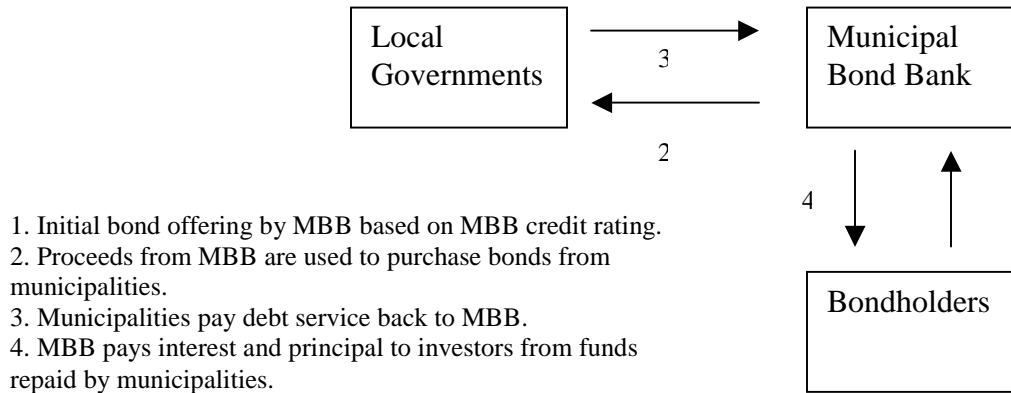 Local
Governments
3
Municipal
Bond Bank
2
4
1. Initial bond offering by MBB based on MBB credit rating.
2. Proceeds from MBB are used to purchase bonds from
municipalities.
3. Municipalities pay debt service back to MBB.
4. MBB pays interest and principal to investors from funds
repaid by municipalities.
Bondholders